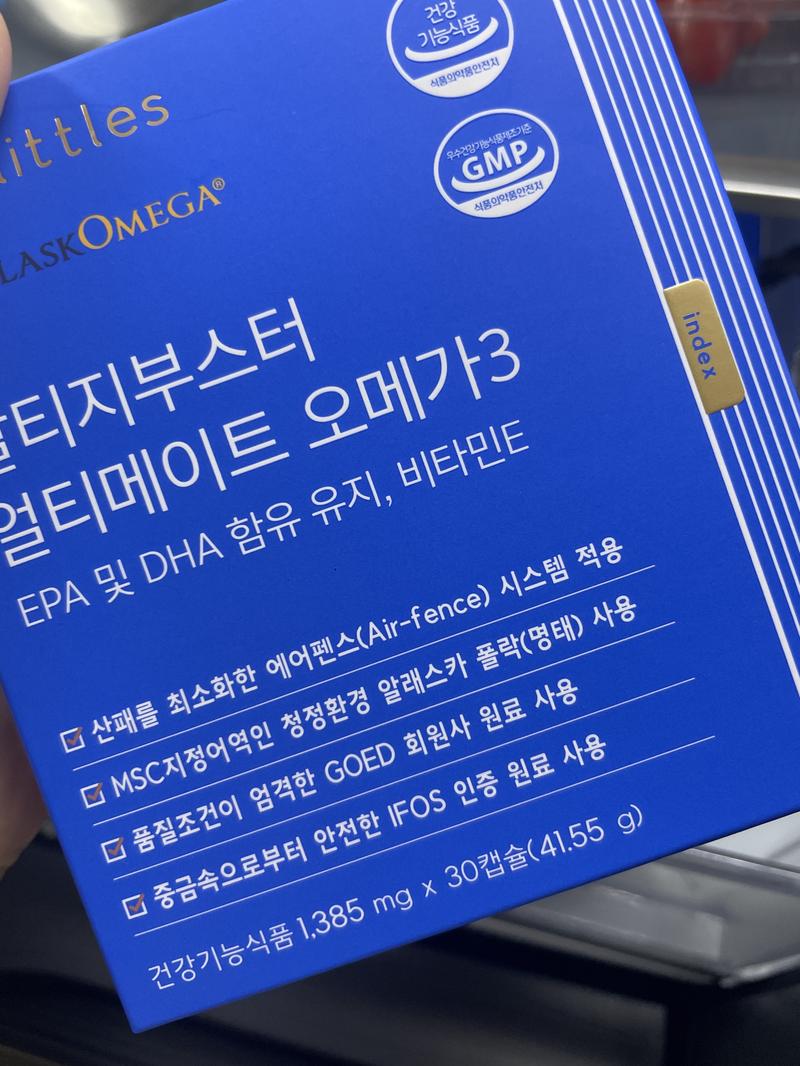 건강
기능식품
식품의약품안전처
우수건강기능식품제조기준
GMP
식품의약품안전처
ittles
LASKOMEGA®
index
알티지부스터
얼티메이트 오메가3
EPA 및 DHA 함유 유지, 비타민E
산패를 최소화한 에어펜스(Air-fence) 시스템 적용
MSC지정어역인 청정환경 알래스카 폴락(명태) 사용
품질조건이 엄격한 GOED 회원사 원료 사용
중금속으로부터 안전한 IFOS 인증 원료 사용
건강기능식품 1,385 mg x 30캡슐(41.55 g)